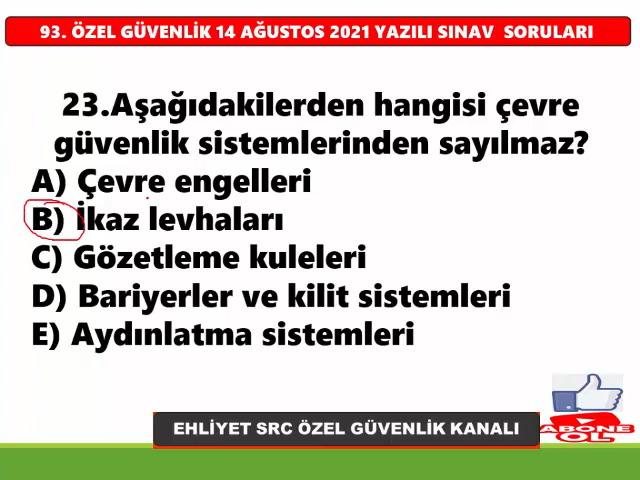 93. ÖZEL GÜVENLİK 14 AĞUSTOS 2021 YAZILI SINAV SORULARI
23.Aşağıdakilerden hangisi çevre
güvenlik sistemlerinden sayılmaz?
A) Çevre engelleri
B) İkaz levhaları
C) Gözetleme kuleleri
D) Bariyerler ve kilit sistemleri
E) Aydınlatma sistemleri
EHLİYET SRC ÖZEL GÜVENLİK KANALI
ABONE
OL